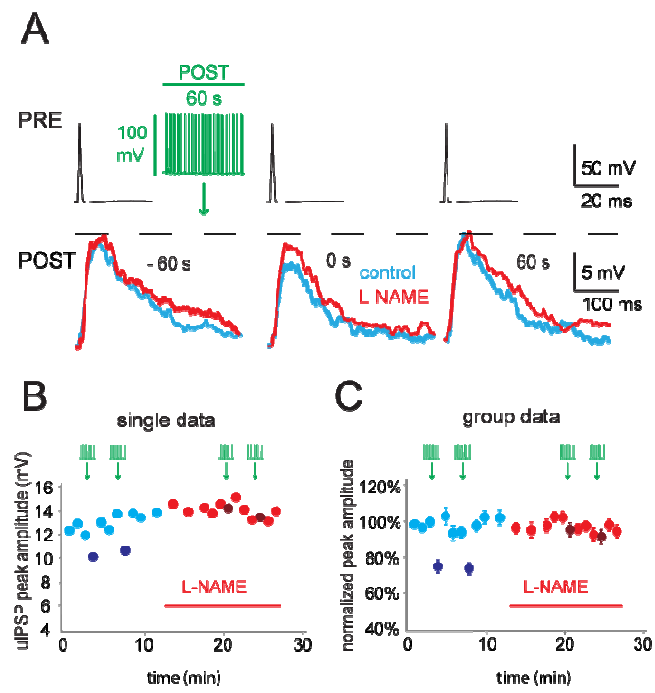 A
POST
60 s
PRE
100
mV
50 mV
20 ms
POST
- 60 s
0 s
control
L NAME
60 s
5 mV
100 ms
B
single data
uIPSP peak amplitude (mV)
16
14
12
10
8
6
4
L-NAME
0
10
20
30
time (min)
C
group data
normalized peak amplitude
120%
100%
80%
60%
40%
L-NAME
0
10
20
30
time (min)